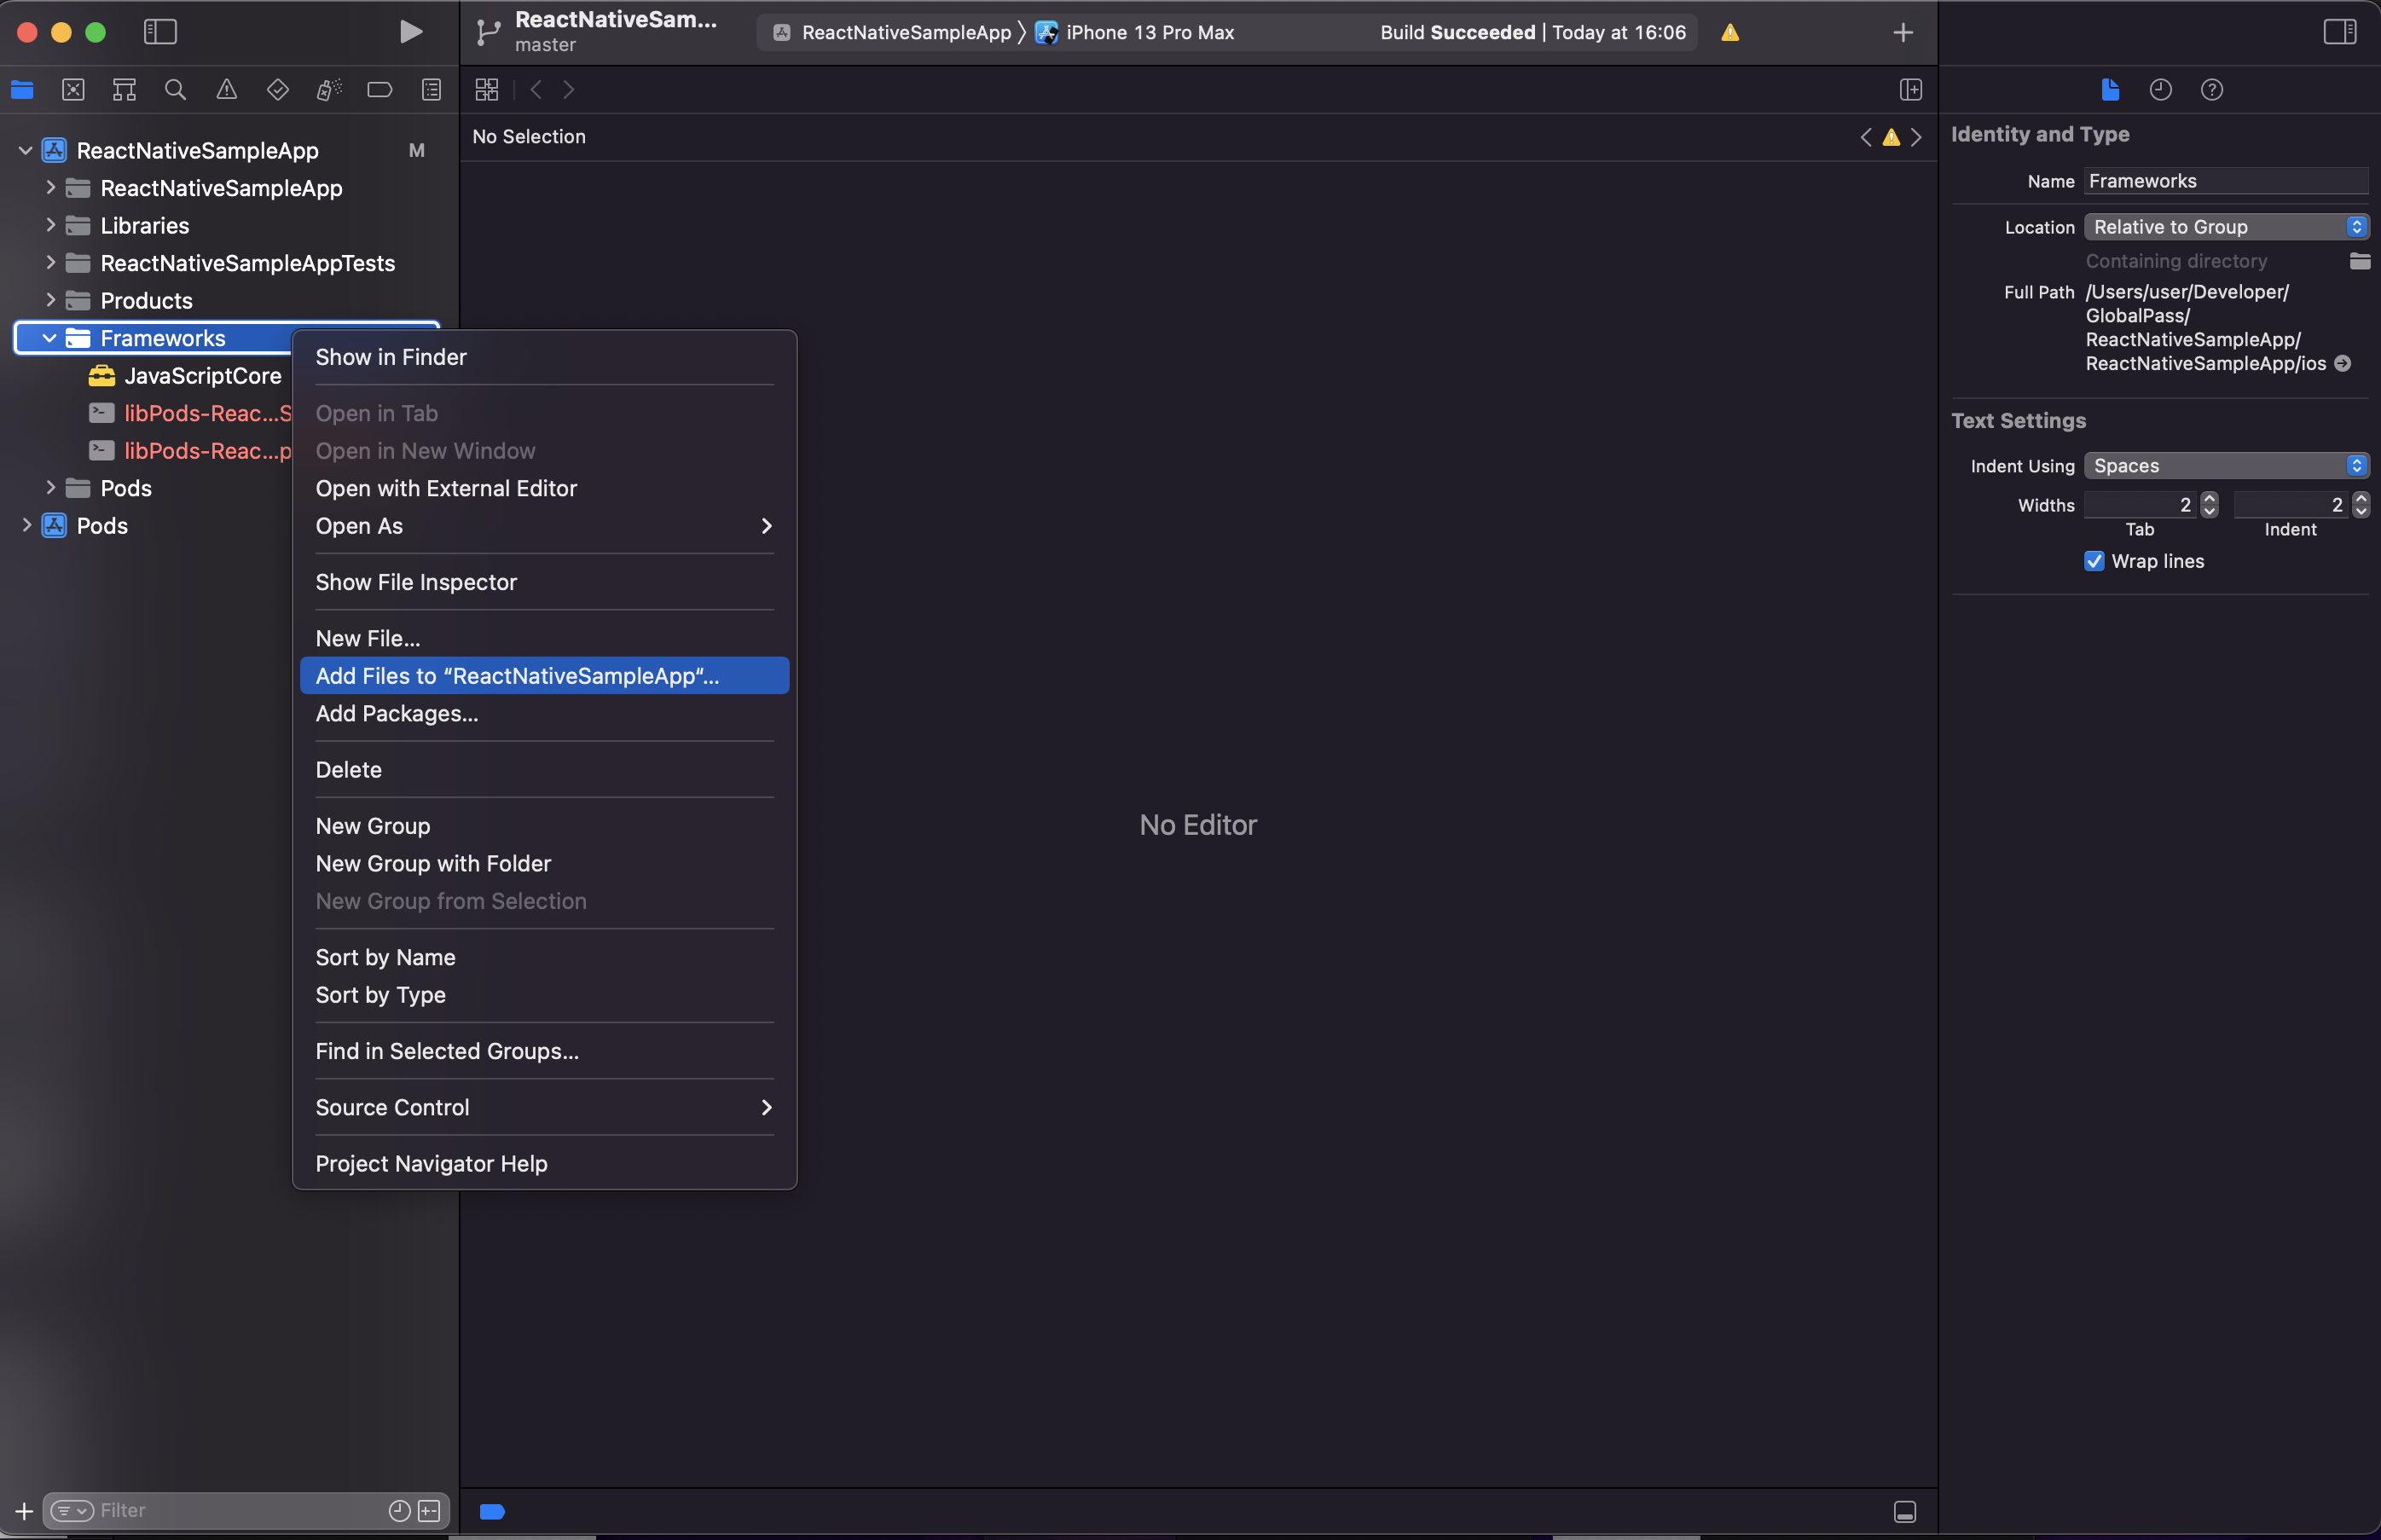 ReactNativeSam...
master
ReactNativeSampleApp
iPhone 13 Pro Max
Build Succeeded | Today at 16:06
No Selection
ReactNativeSampleApp
M
ReactNativeSampleApp
Libraries
ReactNativeSampleAppTests
Products
Frameworks
JavaScriptCore
libPods-Reac...S
libPods-Reac...p
Pods
Pods
Show in Finder
Open in Tab
Open in New Window
Open with External Editor
Open As
Show File Inspector
New File...
Add Files to “ReactNativeSampleApp“...
Add Packages...
Delete
New Group
New Group with Folder
New Group from Selection
Sort by Name
Sort by Type
Find in Selected Groups...
Source Control
Project Navigator Help
No Editor
Identity and Type
Name Frameworks
Location Relative to Group
Containing directory
Full Path /Users/user/Developer/
GlobalPass/
ReactNativeSampleApp/
ReactNativeSampleApp/ios
Text Settings
Indent Using Spaces
Widths 2 2
Tab Indent
Wrap lines
Filter